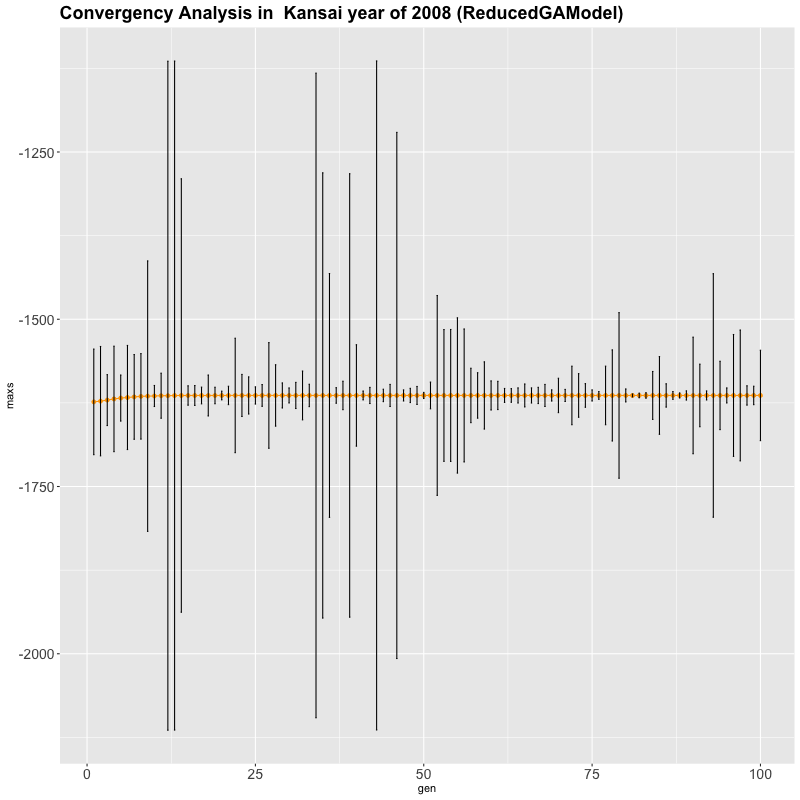 Convergency Analysis in  Kansai year of 2008 (ReducedGAModel)
maxs
-1250
-1500
-1750
-2000
0 25 50 75 100
gen